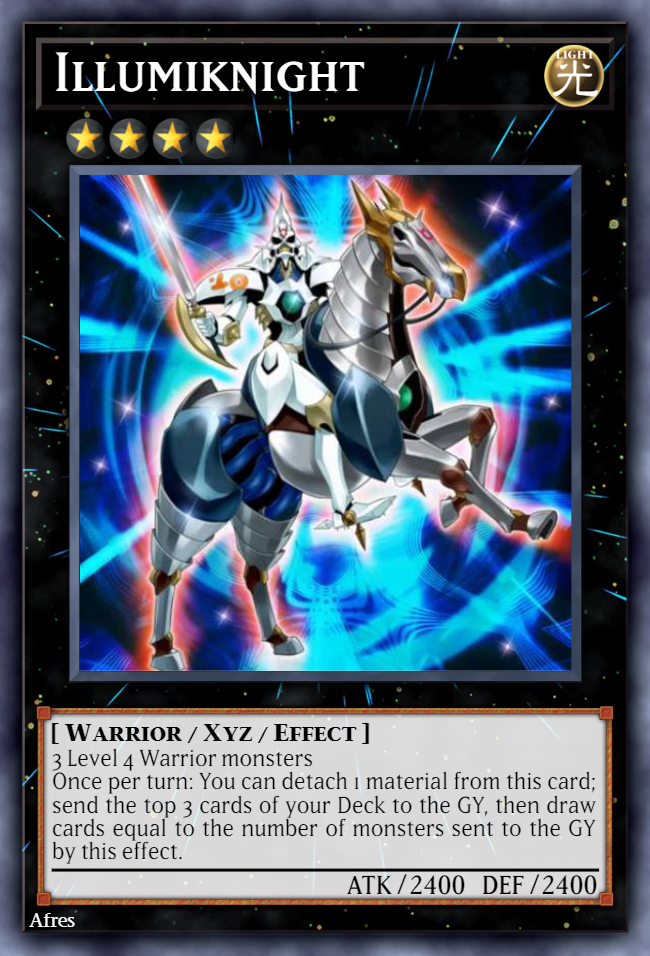 Illumiknight
LIGHT
光
[ Warrior / Xyz / Effect ]
3 Level 4 Warrior monsters
Once per turn: You can detach 1 material from this card;
send the top 3 cards of your Deck to the GY, then draw
cards equal to the number of monsters sent to the GY
by this effect.
ATK / 2400 DEF / 2400
Afres